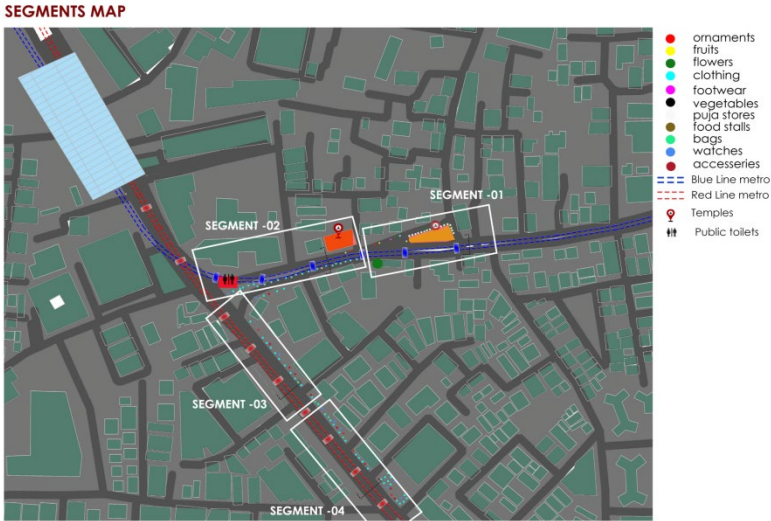 SEGMENTS MAP
SEGMENT -01
SEGMENT -02
SEGMENT -03
SEGMENT -04
ornaments
fruits
flowers
clothing
footwear
vegetables
puja stores
food stalls
bags
watches
accesseries
Blue Line metro
Red Line metro
Temples
Public toilets